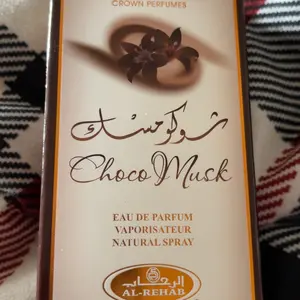 CROWN PERFUMES
شوكو مسك
Choco Musk
EAU DE PARFUM
VAPORISATEUR
NATURAL SPRAY
الرحاب
AL-REHAB